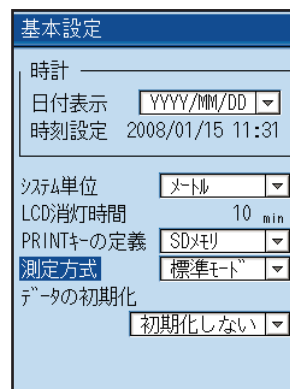 基本設定
時計
日付表示 YYYY/MM/DD
時刻設定 2008/01/15 11:31
ｼｽﾃﾑ単位 ﾒｰﾄﾙ
LCD消灯時間 10 min
PRINTｷｰの定義 SDﾒﾓﾘ
測定方式 標準ﾓｰﾄﾞ
ﾃﾞｰﾀの初期化
初期化しない